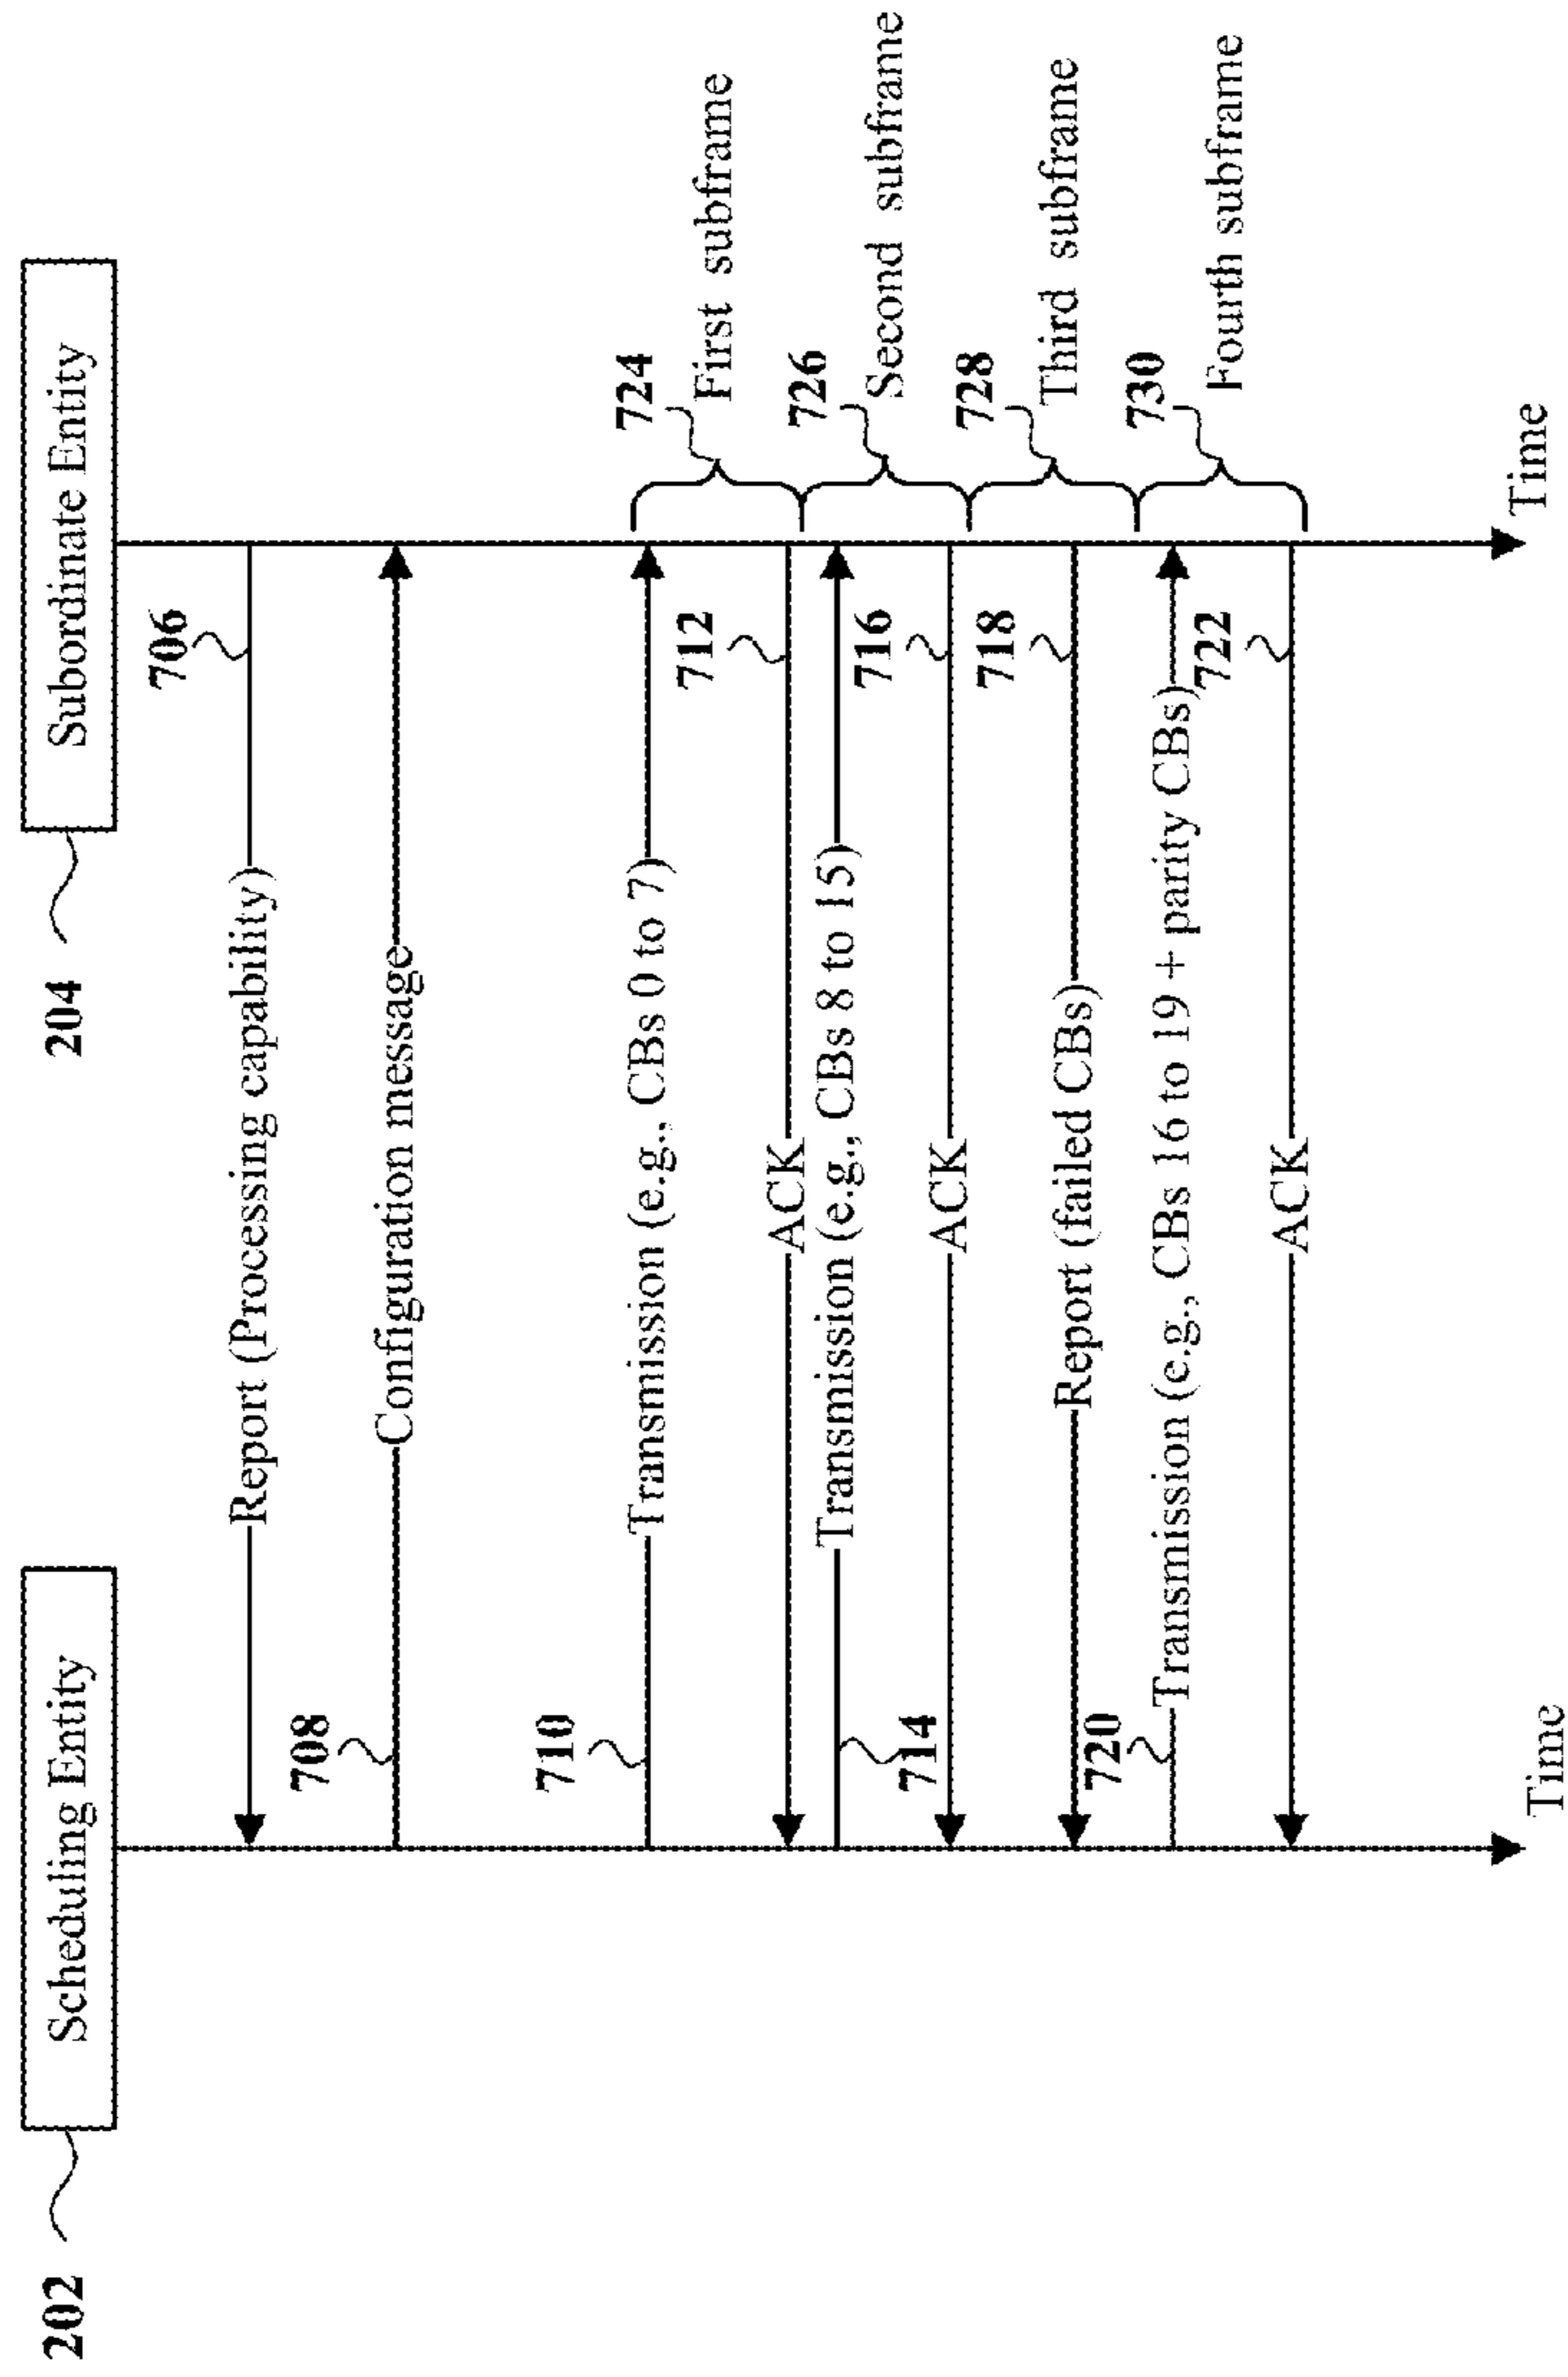 202
Scheduling Entity
204
Subordinate Entity
706
Report (Processing capability)
708
Configuration message
710
Transmission (e.g., CBs 0 to 7)
724
First subframe
712
ACK
Transmission (e.g., CBs 8 to 15)
714
726
Second subframe
716
ACK
718
Report (failed CBs)
728
Third subframe
720
Transmission (e.g., CBs 16 to 19 + parity CBs)
730
Fourth subframe
722
ACK
Time
Time